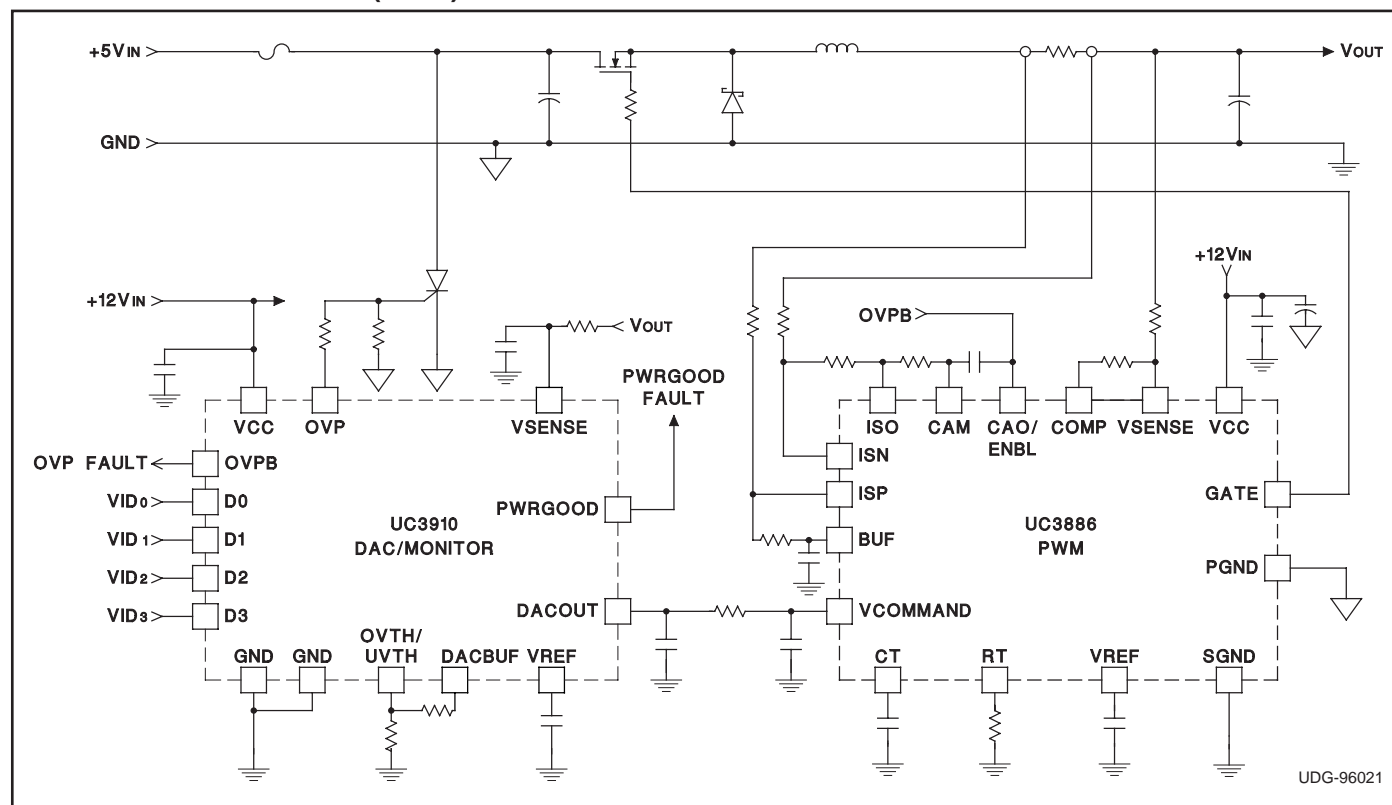 +5VIN
VOUT
GND
+12VIN
+12VIN
OVPB
VOUT
PWRGOOD
FAULT
VCC
OVP
VSENSE
ISO
CAM
CAO/
ENBL
COMP
VSENSE
VCC
OVP FAULT
OVPB
ISN
VID0
D0
PWRGOOD
ISP
GATE
UC3910
DAC/MONITOR
UC3886
PWM
VID1
D1
BUF
VID2
D2
PGND
VID3
D3
DACOUT
VCOMMAND
GND
GND
OVTH/
UVTH
DACBUF
VREF
CT
RT
VREF
SGND
UDG-96021